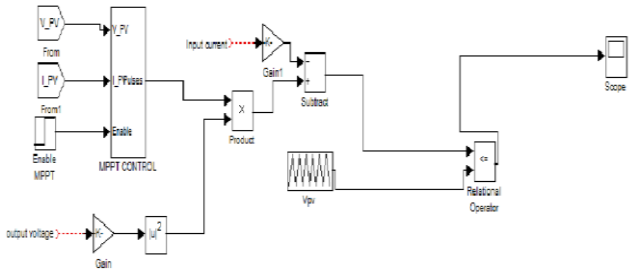 V_PV
From
I_PV
From1
Enable
MPPT
V_PV
I_PV
Pulses
Enable
MPPT CONTROL
Input current
K-
Gain1
-
+
Subtract
X
Product
Vpv
<=
Relational
Operator
Scope
output voltage
K-
Gain
|u|²